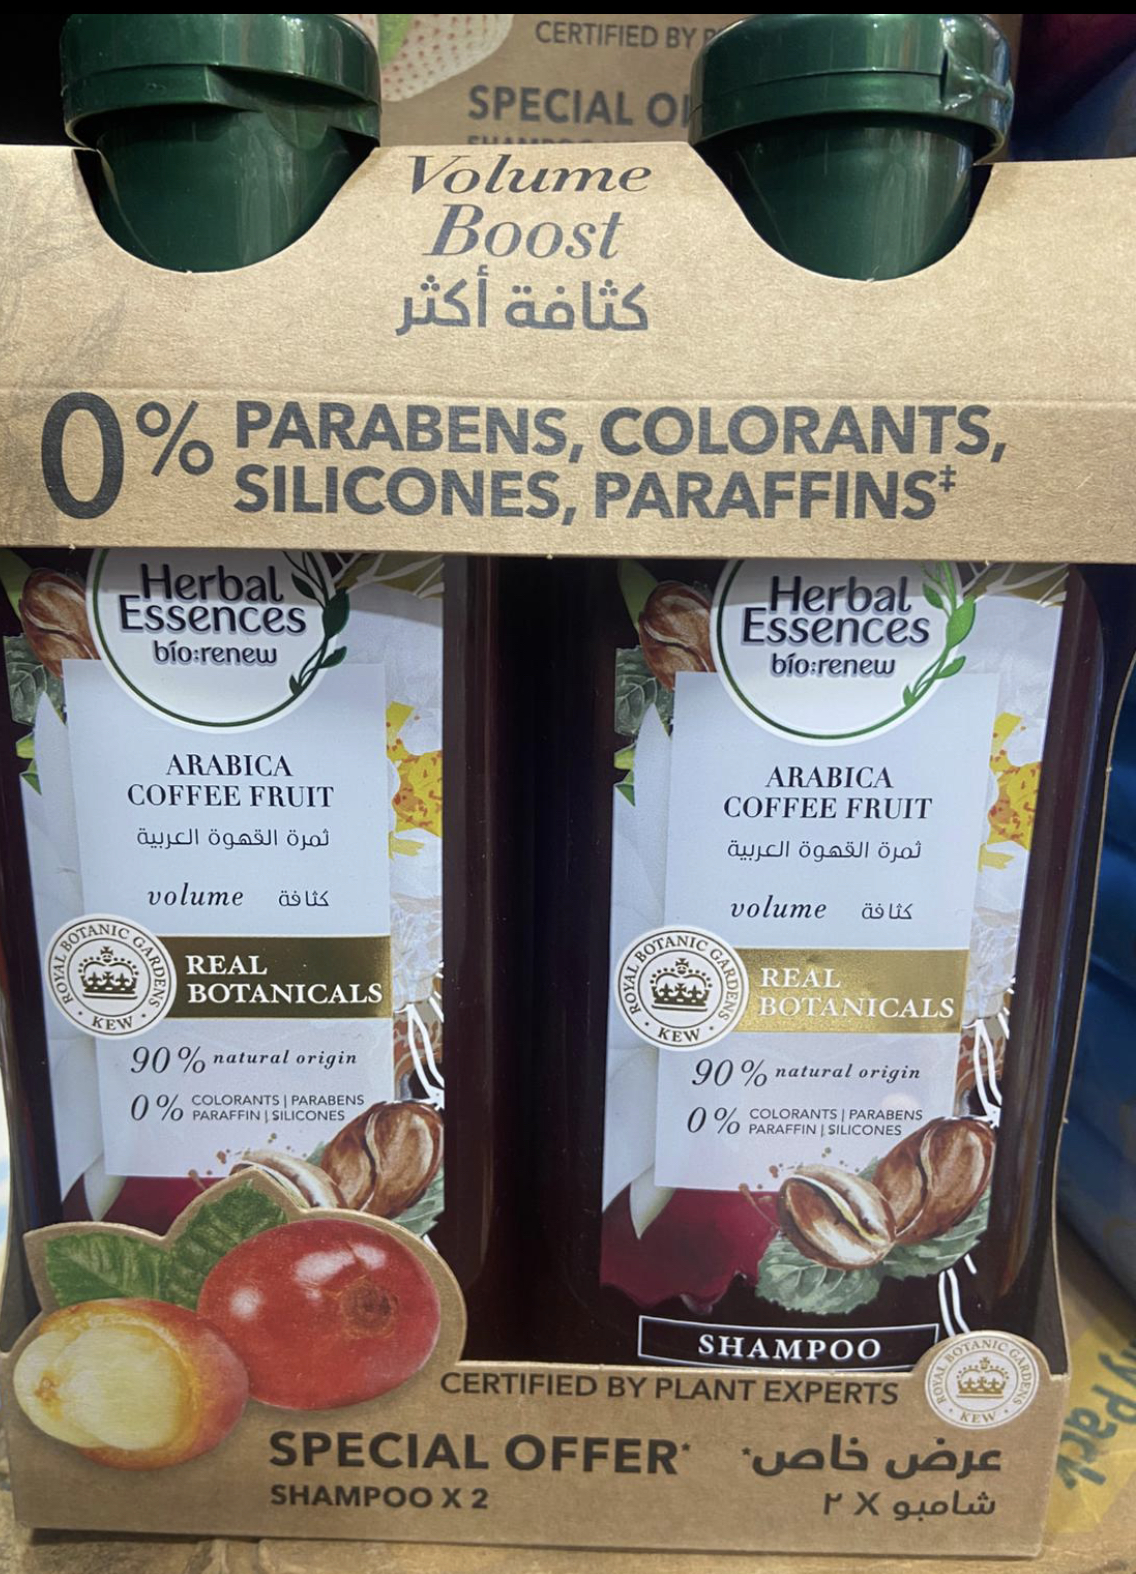 CERTIFIED BY
SPECIAL
Volume
Boost
كثافة أكثر
0% PARABENS, COLORANTS,
SILICONES, PARAFFINS‡
Herbal
Essences
bío:renew
ARABICA
COFFEE FRUIT
ثمرة القهوة العربية
volume كثافة
ROYAL BOTANIC GARDENS
KEW
REAL
BOTANICALS
90% natural origin
0% COLORANTS | PARABENS
PARAFFIN | SILICONES
Herbal
Essences
bío:renew
ARABICA
COFFEE FRUIT
ثمرة القهوة العربية
volume كثافة
ROYAL BOTANIC GARDENS
KEW
REAL
BOTANICALS
90% natural origin
0% COLORANTS | PARABENS
PARAFFIN | SILICONES
SHAMPOO
CERTIFIED BY PLANT EXPERTS
ROYAL BOTANIC GARDENS
KEW
SPECIAL OFFER* عرض خاص*
SHAMPOO X 2 شامبو X ٢